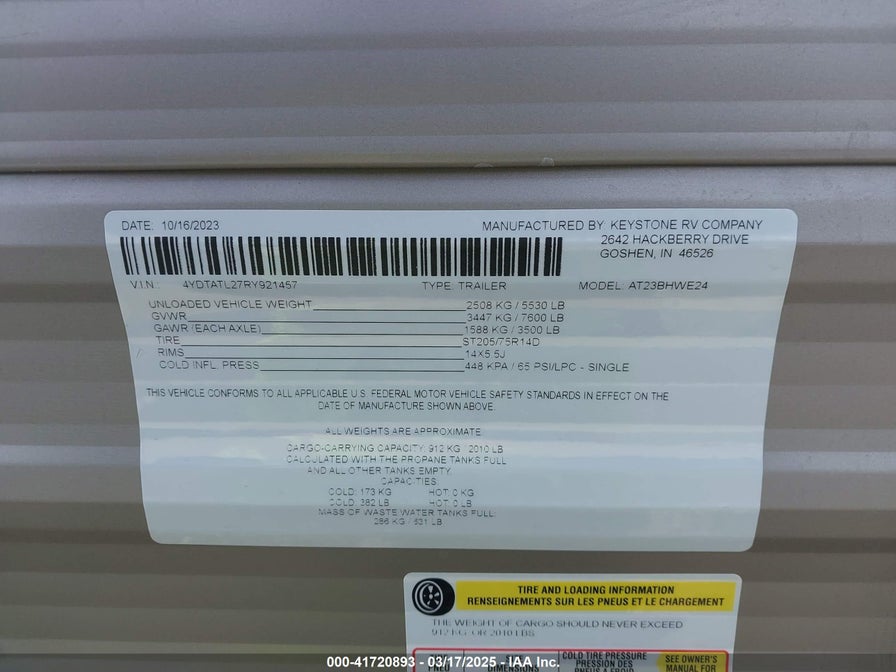 DATE: 10/16/2023
MANUFACTURED BY KEYSTONE RV COMPANY
2642 HACKBERRY DRIVE
GOSHEN, IN 46526
V.I.N.: 4YDTATL27RY921457 TYPE: TRAILER MODEL: AT23BHWE24
UNLOADED VEHICLE WEIGHT 2508 KG / 5530 LB
GVWR 3447 KG / 7600 LB
GAWR (EACH AXLE) 1588 KG / 3500 LB
TIRE ST205/75R14D
RIMS 14X5.5J
COLD INFL. PRESS 448 KPA / 65 PSI/LPC - SINGLE
THIS VEHICLE CONFORMS TO ALL APPLICABLE U.S. FEDERAL MOTOR VEHICLE SAFETY STANDARDS IN EFFECT ON THE
DATE OF MANUFACTURE SHOWN ABOVE.
ALL WEIGHTS ARE APPROXIMATE
CARGO-CARRYING CAPACITY: 912 KG / 2010 LB
CALCULATED WITH THE PROPANE TANKS FULL
AND ALL OTHER TANKS EMPTY.
CAPACITIES:
COLD: 173 KG HOT: 0 KG
COLD: 382 LB HOT: 0 LB
MASS OF WASTE WATER TANKS FULL:
286 KG / 631 LB
TIRE AND LOADING INFORMATION
RENSEIGNEMENTS SUR LES PNEUS ET LE CHARGEMENT
THE WEIGHT OF CARGO SHOULD NEVER EXCEED
912 KG OR 2010 LBS
COLD TIRE PRESSURE SEE OWNER'S
PNEU DIMENSIONS PRESSION DES MANUAL FOR
PNEUS A FROID
000-41720893 - 03/17/2025 - IAA Inc.